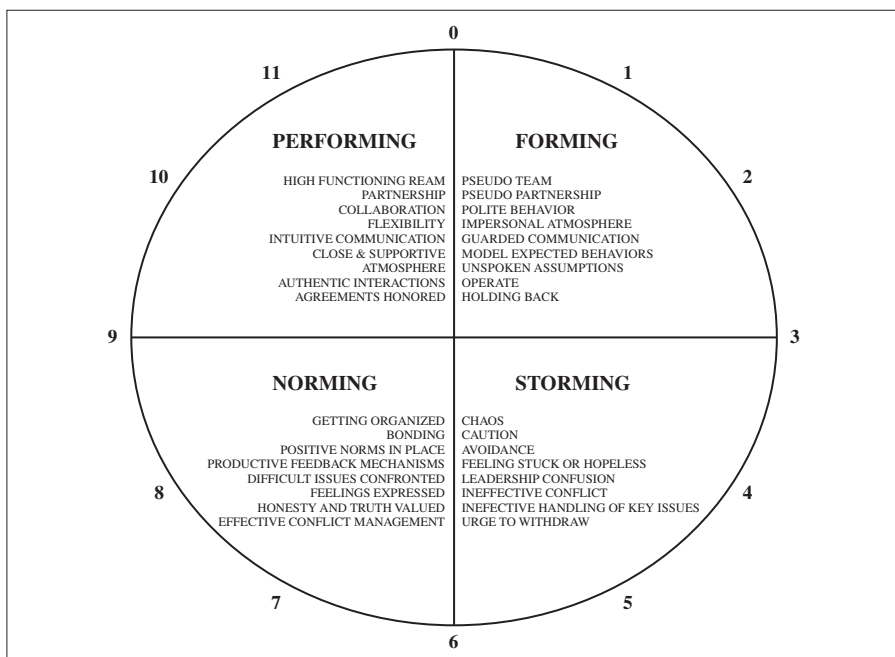 0
11
1
PERFORMING
FORMING
10
2
HIGH FUNCTIONING REAM
PARTNERSHIP
COLLABORATION
FLEXIBILITY
INTUITIVE COMMUNICATION
CLOSE & SUPPORTIVE
ATMOSPHERE
AUTHENTIC INTERACTIONS
AGREEMENTS HONORED
PSEUDO TEAM
PSEUDO PARTNERSHIP
POLITE BEHAVIOR
IMPERSONAL ATMOSPHERE
GUARDED COMMUNICATION
MODEL EXPECTED BEHAVIORS
UNSPOKEN ASSUMPTIONS
OPERATE
HOLDING BACK
9
3
NORMING
STORMING
GETTING ORGANIZED
BONDING
POSITIVE NORMS IN PLACE
PRODUCTIVE FEEDBACK MECHANISMS
DIFFICULT ISSUES CONFRONTED
FEELINGS EXPRESSED
HONESTY AND TRUTH VALUED
EFFECTIVE CONFLICT MANAGEMENT
CHAOS
CAUTION
AVOIDANCE
FEELING STUCK OR HOPELESS
LEADERSHIP CONFUSION
INEFFECTIVE CONFLICT
INEFECTIVE HANDLING OF KEY ISSUES
URGE TO WITHDRAW
8
4
7
5
6